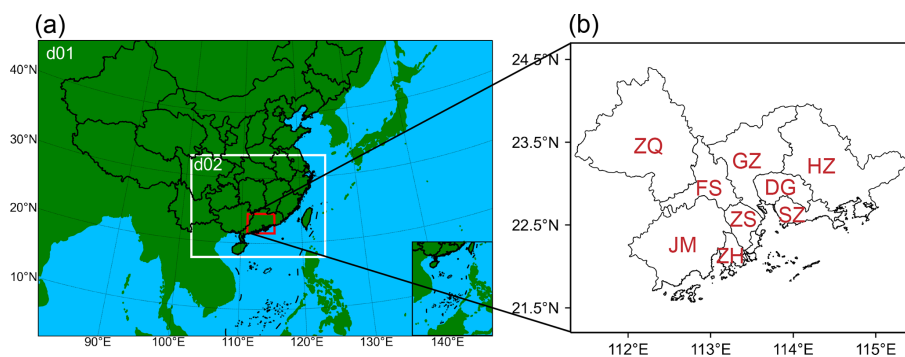 (a)
(b)
d01
d02
40°N
30°N
20°N
10°N
90°E
100°E
110°E
120°E
130°E
140°E
24.5°N
23.5°N
22.5°N
21.5°N
112°E
113°E
114°E
115°E
ZQ
GZ
HZ
FS
DG
ZS
SZ
JM
ZH